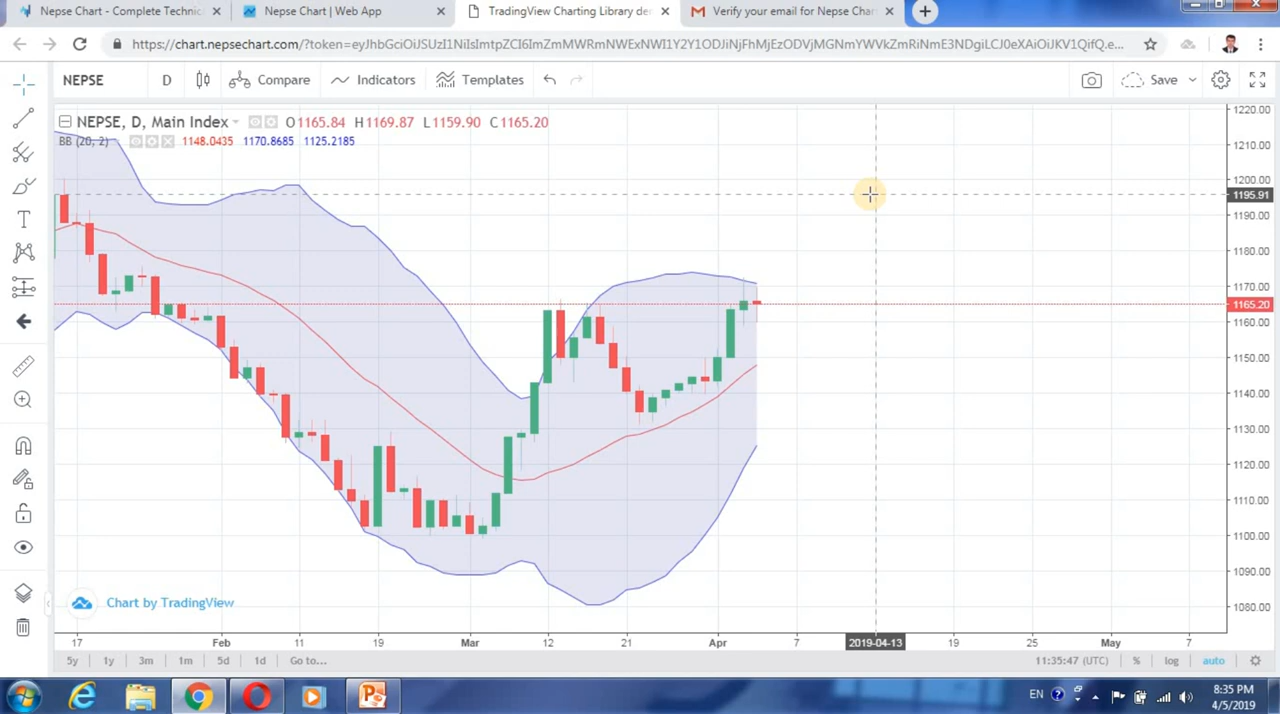 Nepse Chart - Complete Technic
Nepse Chart | Web App
TradingView Charting Library de
Verify your email for Nepse Char
https://chart.nepsechart.com/?token=eyJhbGciOiJSUzI1NiIsImtpZCI6ImZmMWRmNWExNWI1Y2Y1ODJiNjFhMjEzODVjMGNmYWVkZmRiNmE3NDgiLCJ0eXAiOiJKV1QifQ.e...
NEPSE
D
Compare
Indicators
Templates
Save
NEPSE, D, Main Index
O1165.84 H1169.87 L1159.90 C1165.20
BB (20, 2)
1148.0435 1170.8685 1125.2185
1220.00
1210.00
1200.00
1195.91
1190.00
1180.00
1170.00
1165.20
1160.00
1150.00
1140.00
1130.00
1120.00
1110.00
1100.00
1090.00
1080.00
Chart by TradingView
17 Feb 11 19 Mar 12 21 Apr 7 2019-04-13 19 25 May 7
5y 1y 3m 1m 5d 1d Go to...
11:35:47 (UTC) % log auto
EN
8:35 PM
4/5/2019